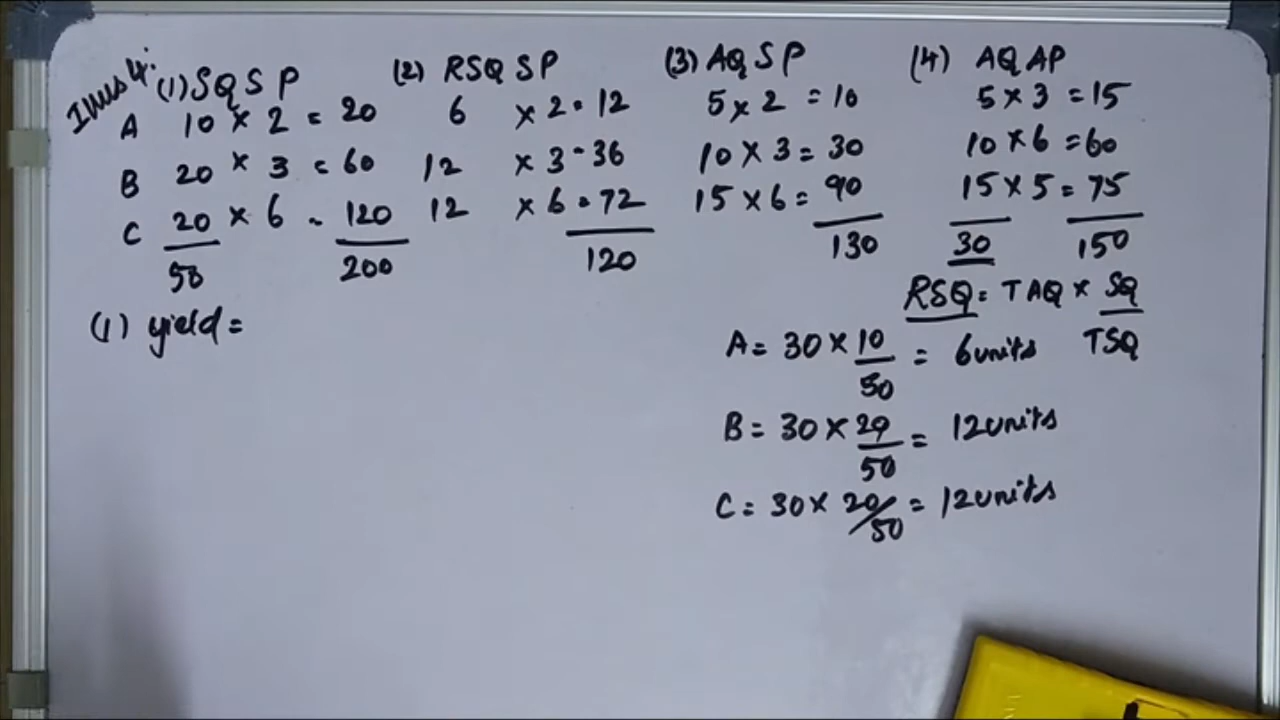 Illus 4: (1) SQ SP (2) RSQ SP (3) AQ SP (4) AQ AP
A 10 × 2 = 20 6 × 2 = 12 5 × 2 = 10 5 × 3 = 15
B 20 × 3 = 60 12 × 3 = 36 10 × 3 = 30 10 × 6 = 60
C 20 × 6 = 120 12 × 6 = 72 15 × 6 = 90 15 × 5 = 75
50 200 120 130 30 150
(1) yield =
RSQ = TAQ × SQ
TSQ
A = 30 × 10 = 6 units
50
B = 30 × 20 = 12 units
50
C = 30 × 20/50 = 12 units